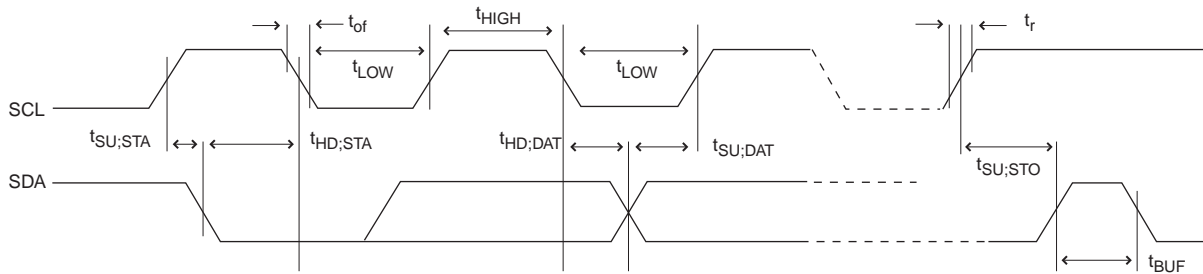 t_of
t_HIGH
t_r
t_LOW
t_LOW
SCL
t_SU;STA
t_HD;STA
t_HD;DAT
t_SU;DAT
t_SU;STO
SDA
t_BUF